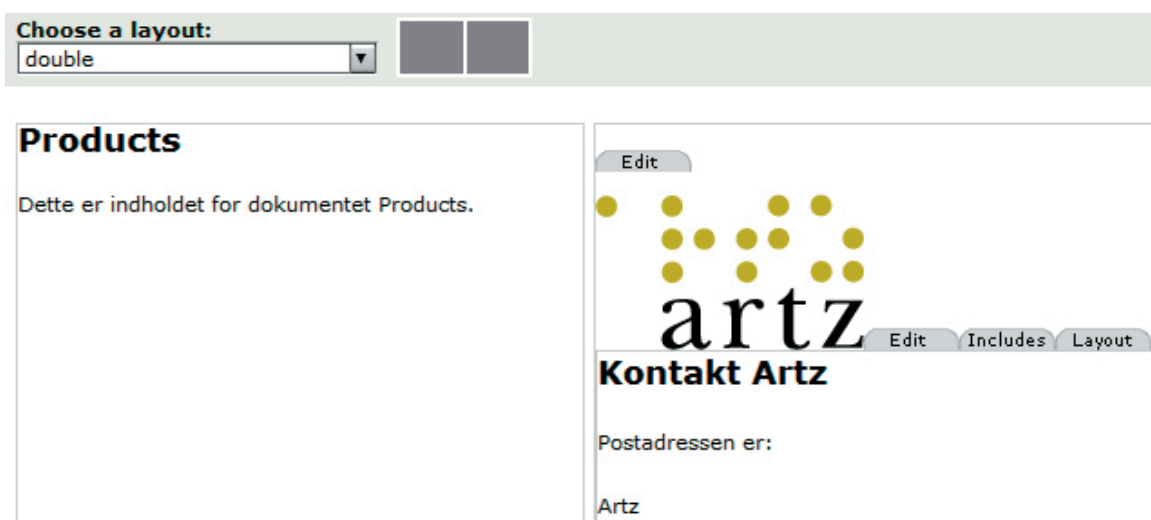 Choose a layout:
double
Products
Dette er indholdet for dokumentet Products.
Edit
artz
Edit Includes Layout
Kontakt Artz
Postadressen er:
Artz